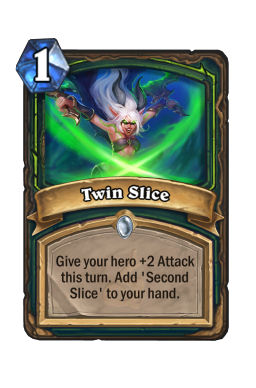 1
Twin Slice
Give your hero +2 Attack
this turn. Add 'Second
Slice' to your hand.